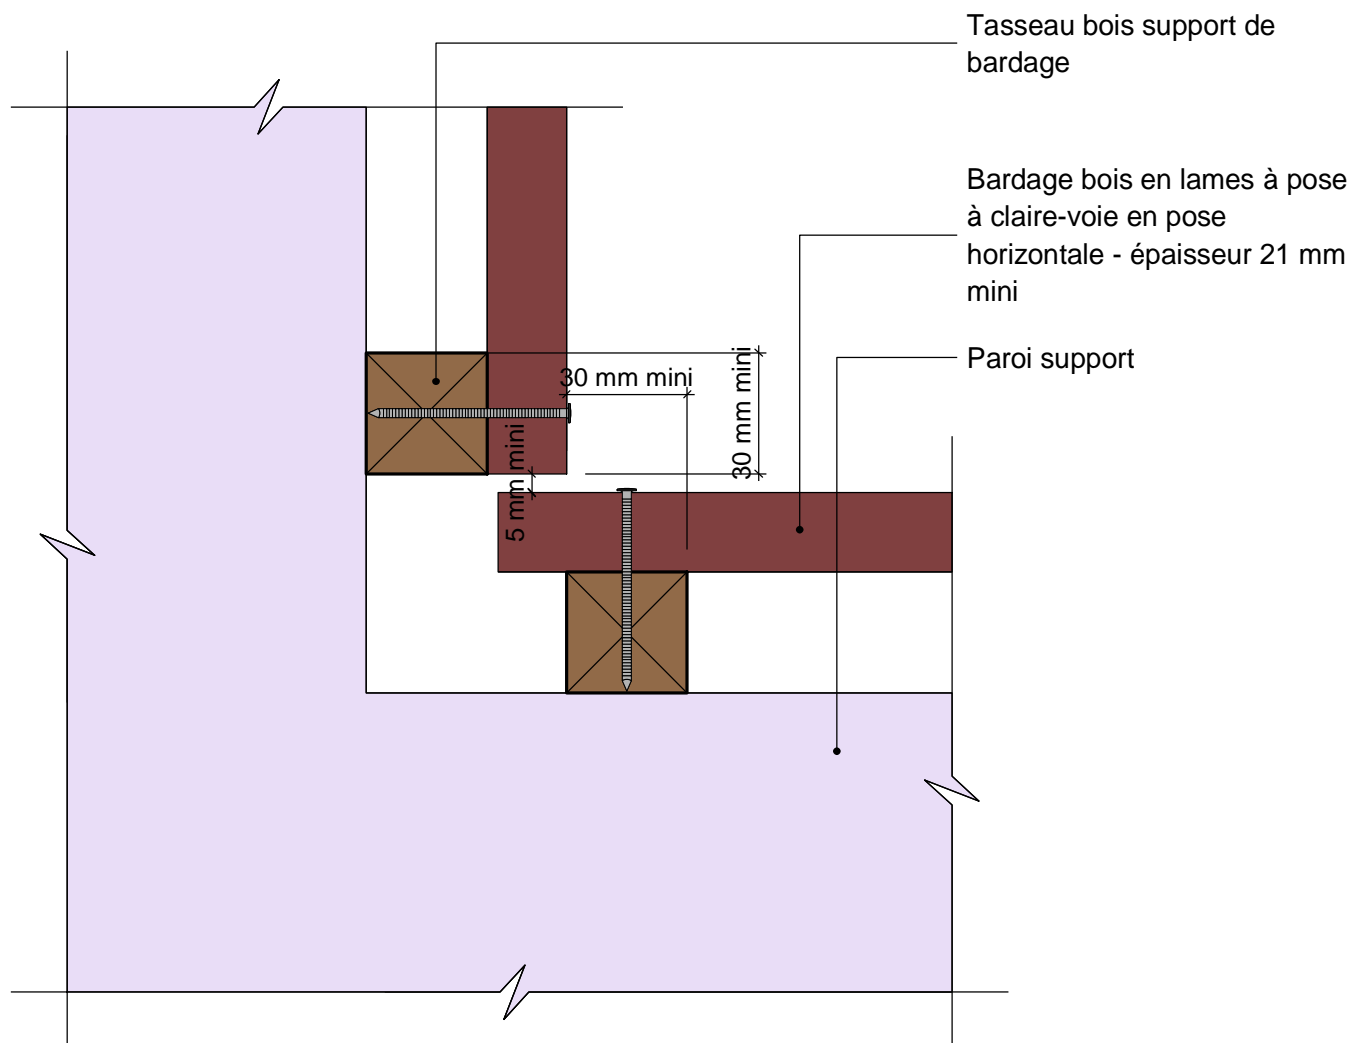 Tasseau bois support de
bardage
Bardage bois en lames à pose
à claire-voie en pose
horizontale - épaisseur 21 mm
mini
Paroi support
30 mm mini
30 mm mini
5 mm mini